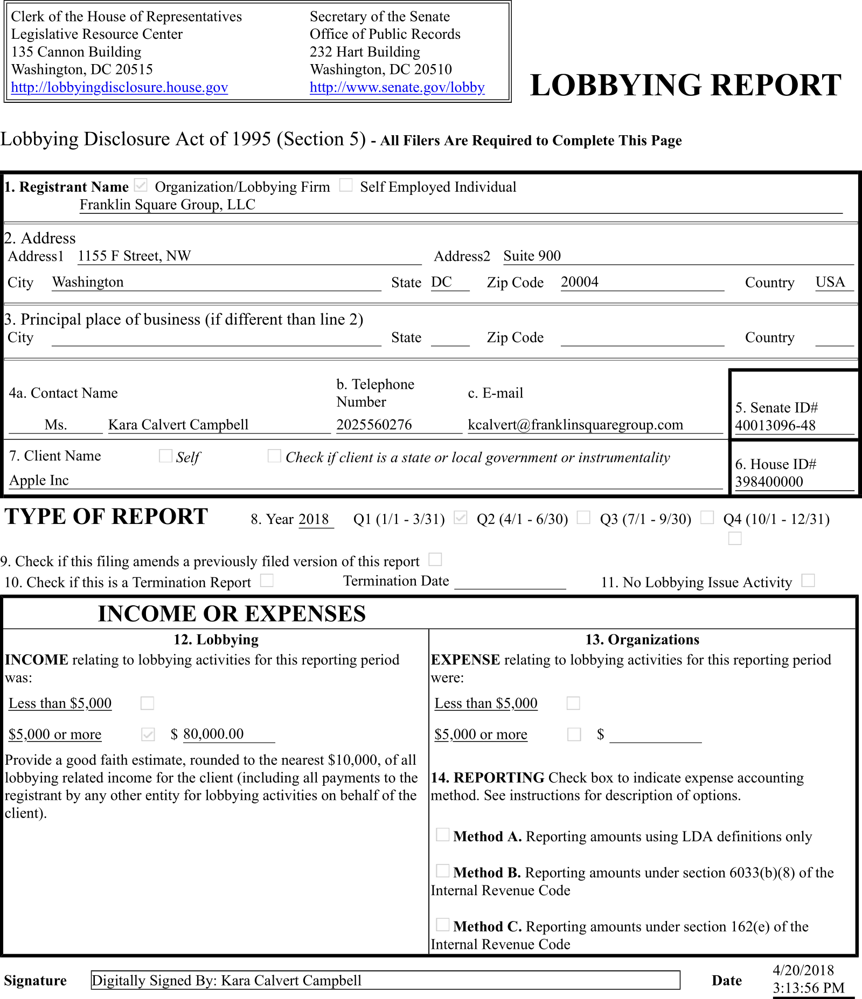 Clerk of the House of Representatives
Legislative Resource Center
135 Cannon Building
Washington, DC 20515
http://lobbyingdisclosure.house.gov
Secretary of the Senate
Office of Public Records
232 Hart Building
Washington, DC 20510
http://www.senate.gov/lobby
LOBBYING REPORT
Lobbying Disclosure Act of 1995 (Section 5) - All Filers Are Required to Complete This Page
1. Registrant Name Organization/Lobbying Firm Self Employed Individual
Franklin Square Group, LLC
2. Address
Address1 1155 F Street, NW Address2 Suite 900
City Washington State DC Zip Code 20004 Country USA
3. Principal place of business (if different than line 2)
City State Zip Code Country
4a. Contact Name
b. Telephone
Number
c. E-mail
Ms. Kara Calvert Campbell 2025560276 kcalvert@franklinsquaregroup.com
5. Senate ID#
40013096-48
7. Client Name Self Check if client is a state or local government or instrumentality
Apple Inc
6. House ID#
398400000
TYPE OF REPORT 8. Year 2018 Q1 (1/1 - 3/31) Q2 (4/1 - 6/30) Q3 (7/1 - 9/30) Q4 (10/1 - 12/31)
9. Check if this filing amends a previously filed version of this report
10. Check if this is a Termination Report Termination Date 11. No Lobbying Issue Activity
INCOME OR EXPENSES
12. Lobbying
INCOME relating to lobbying activities for this reporting period
was:
Less than $5,000
$5,000 or more $ 80,000.00
Provide a good faith estimate, rounded to the nearest $10,000, of all
lobbying related income for the client (including all payments to the
registrant by any other entity for lobbying activities on behalf of the
client).
13. Organizations
EXPENSE relating to lobbying activities for this reporting period
were:
Less than $5,000
$5,000 or more $
14. REPORTING Check box to indicate expense accounting
method. See instructions for description of options.
Method A. Reporting amounts using LDA definitions only
Method B. Reporting amounts under section 6033(b)(8) of the
Internal Revenue Code
Method C. Reporting amounts under section 162(e) of the
Internal Revenue Code
Signature Digitally Signed By: Kara Calvert Campbell Date
4/20/2018
3:13:56 PM